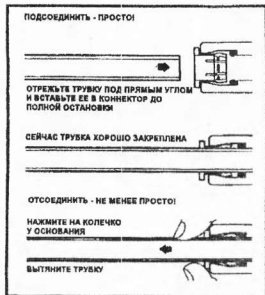 ПОДСОЕДИНИТЬ - ПРОСТО!
ОТРЕЖЬТЕ ТРУБКУ ПОД ПРЯМЫМ УГЛОМ
И ВСТАВЬТЕ ЕЕ В КОННЕКТОР ДО
ПОЛНОЙ ОСТАНОВКИ
СЕЙЧАС ТРУБКА ХОРОШО ЗАКРЕПЛЕНА
ОТСОЕДИНИТЬ - НЕ МЕНЕЕ ПРОСТО!
НАЖМИТЕ НА КОЛЕЧКО
У ОСНОВАНИЯ
ВЫТЯНИТЕ ТРУБКУ